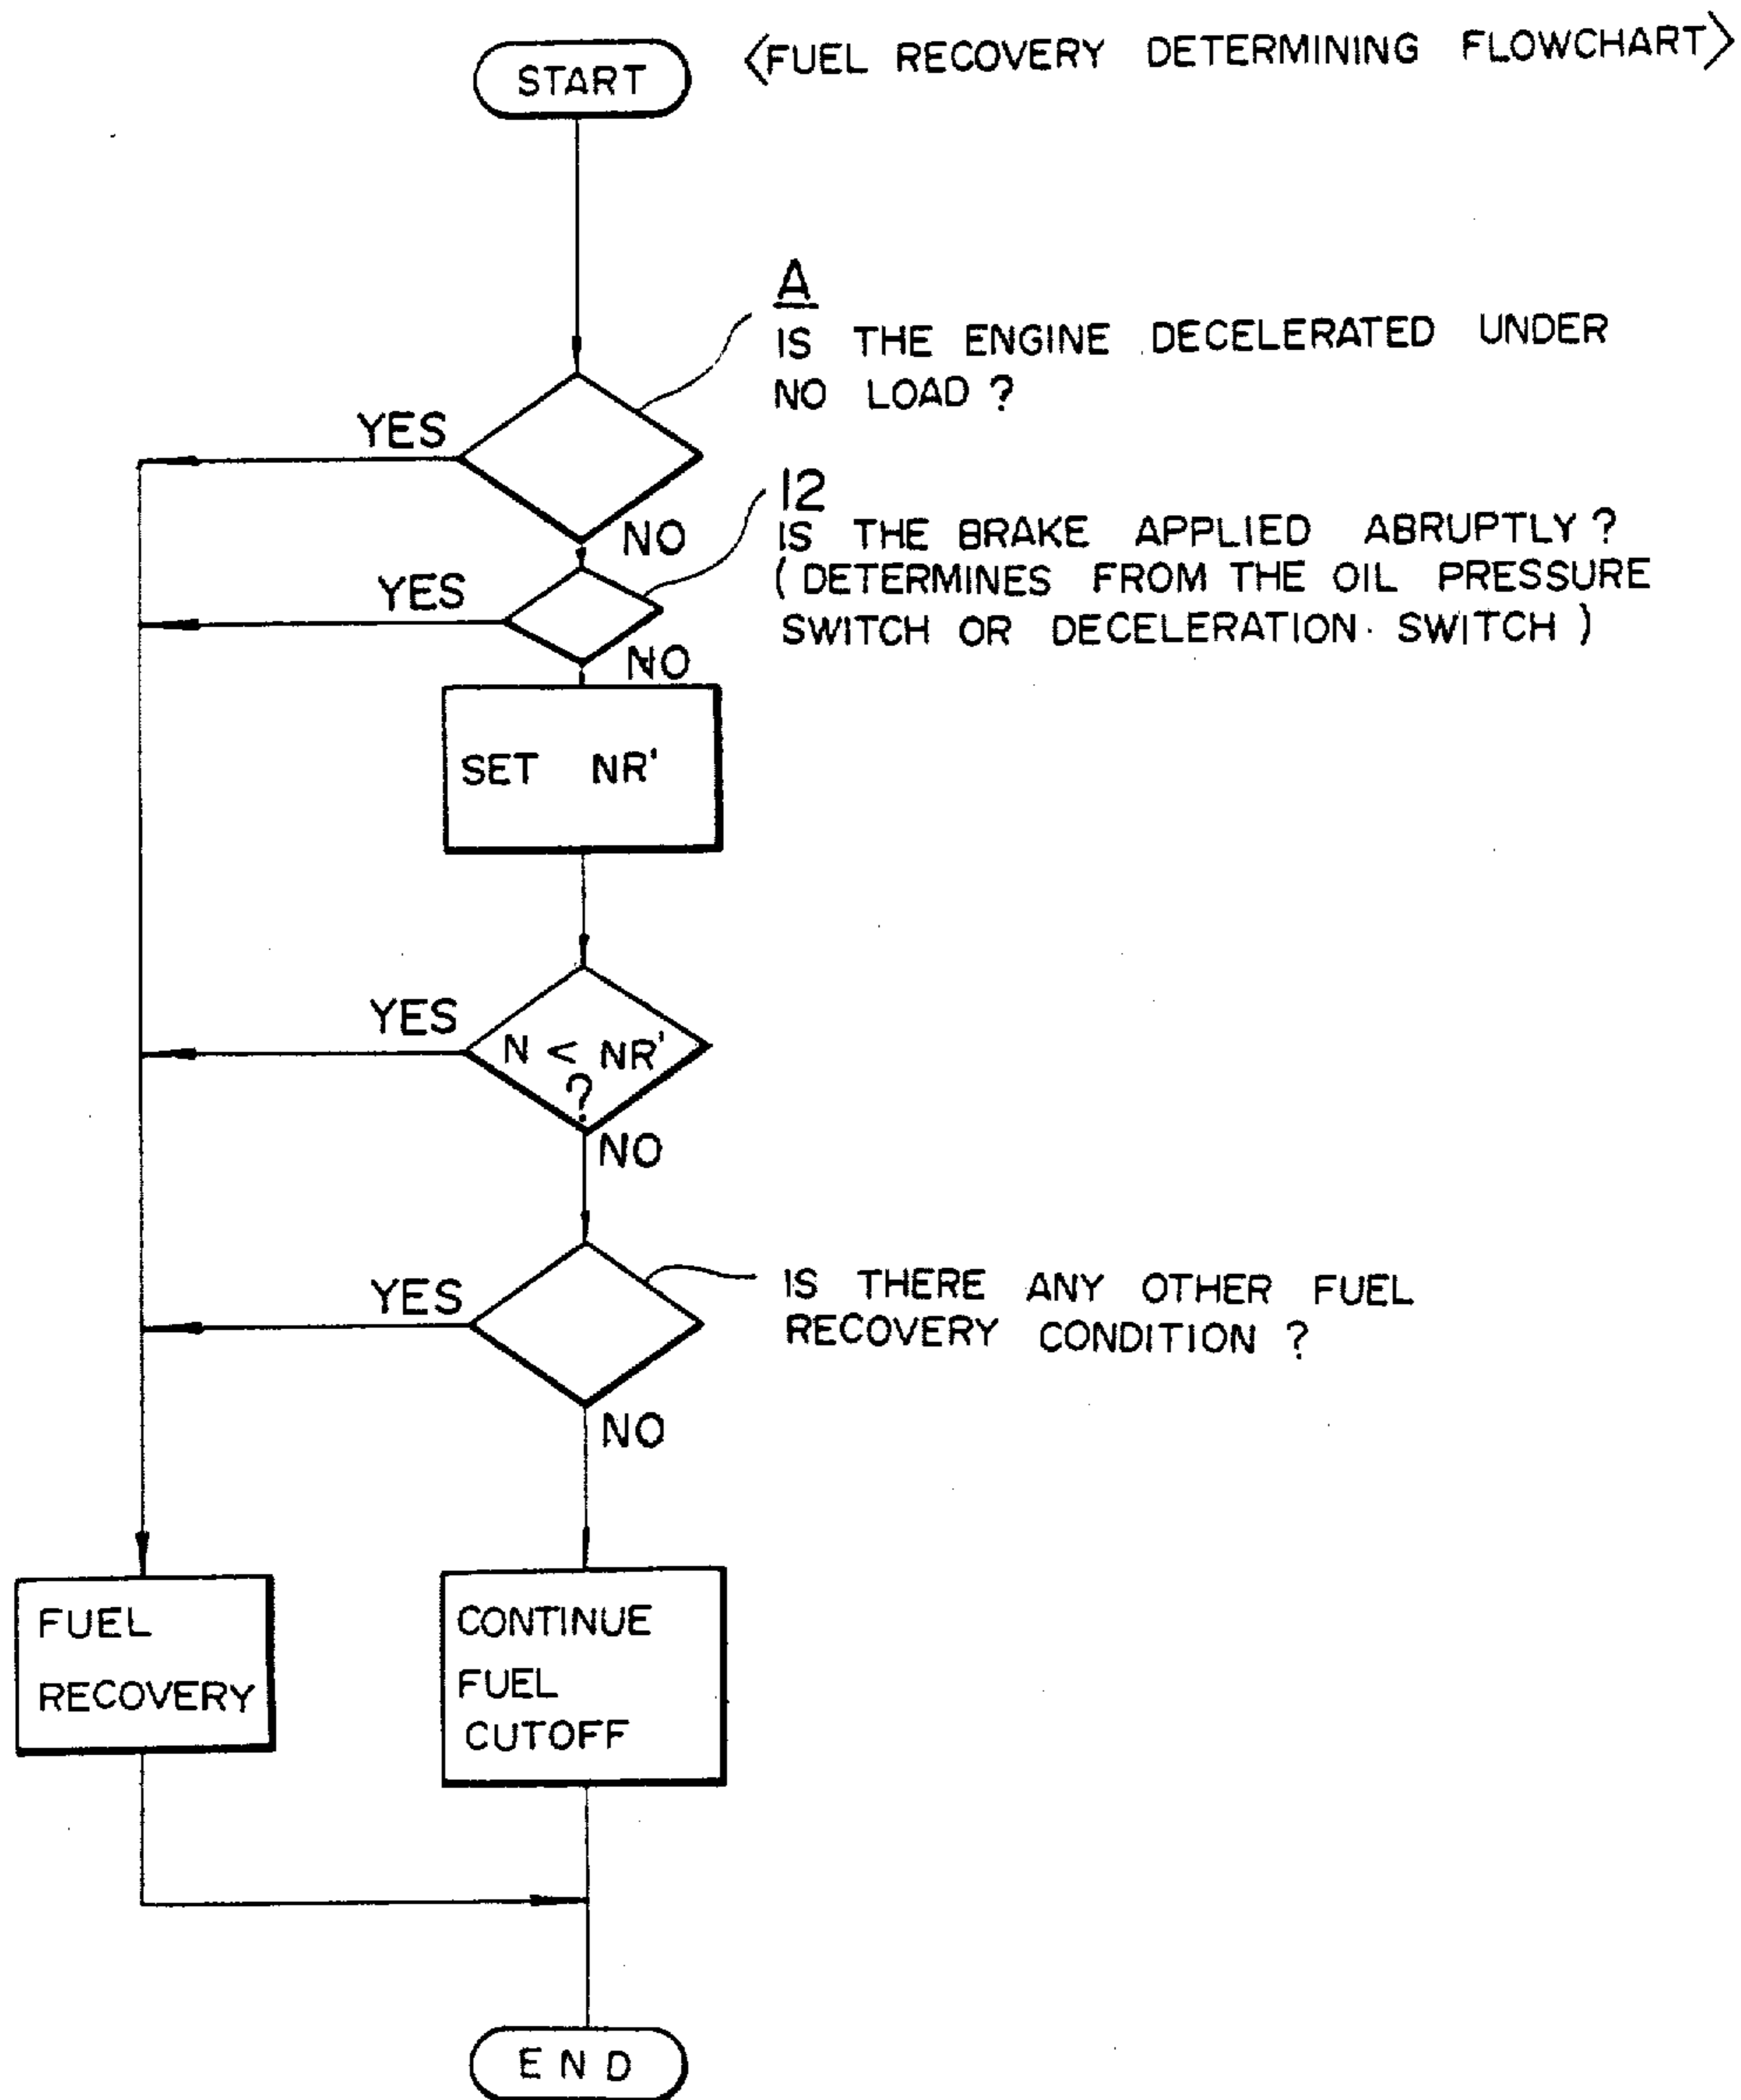 START
<FUEL RECOVERY DETERMINING FLOWCHART>
A
IS THE ENGINE DECELERATED UNDER
NO LOAD ?
YES
NO
12
IS THE BRAKE APPLIED ABRUPTLY ?
( DETERMINES FROM THE OIL PRESSURE
SWITCH OR DECELERATION SWITCH )
YES
NO
SET NR'
YES
N < NR'
?
NO
YES
IS THERE ANY OTHER FUEL
RECOVERY CONDITION ?
NO
FUEL
RECOVERY
CONTINUE
FUEL
CUTOFF
END